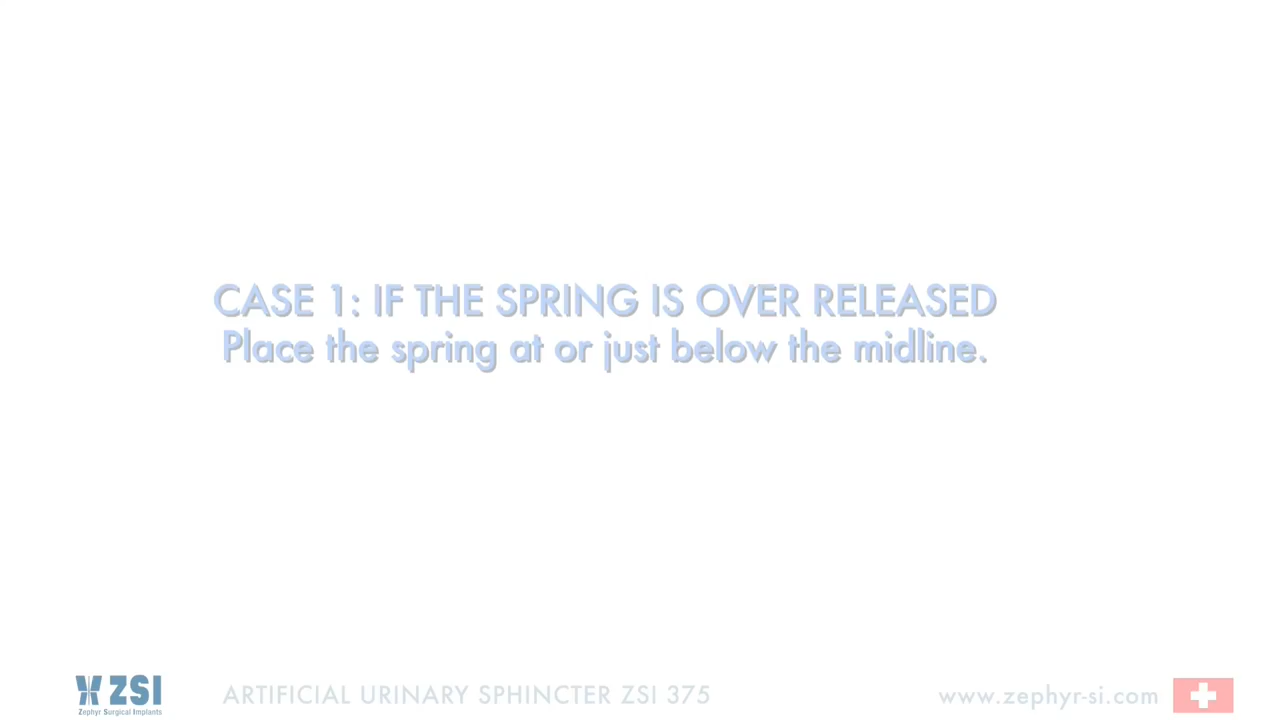 CASE 1: IF THE SPRING IS OVER RELEASED
Place the spring at or just below the midline.
ZSI
Zephyr Surgical Implants
ARTIFICIAL URINARY SPHINCTER ZSI 375
www.zephyr-si.com